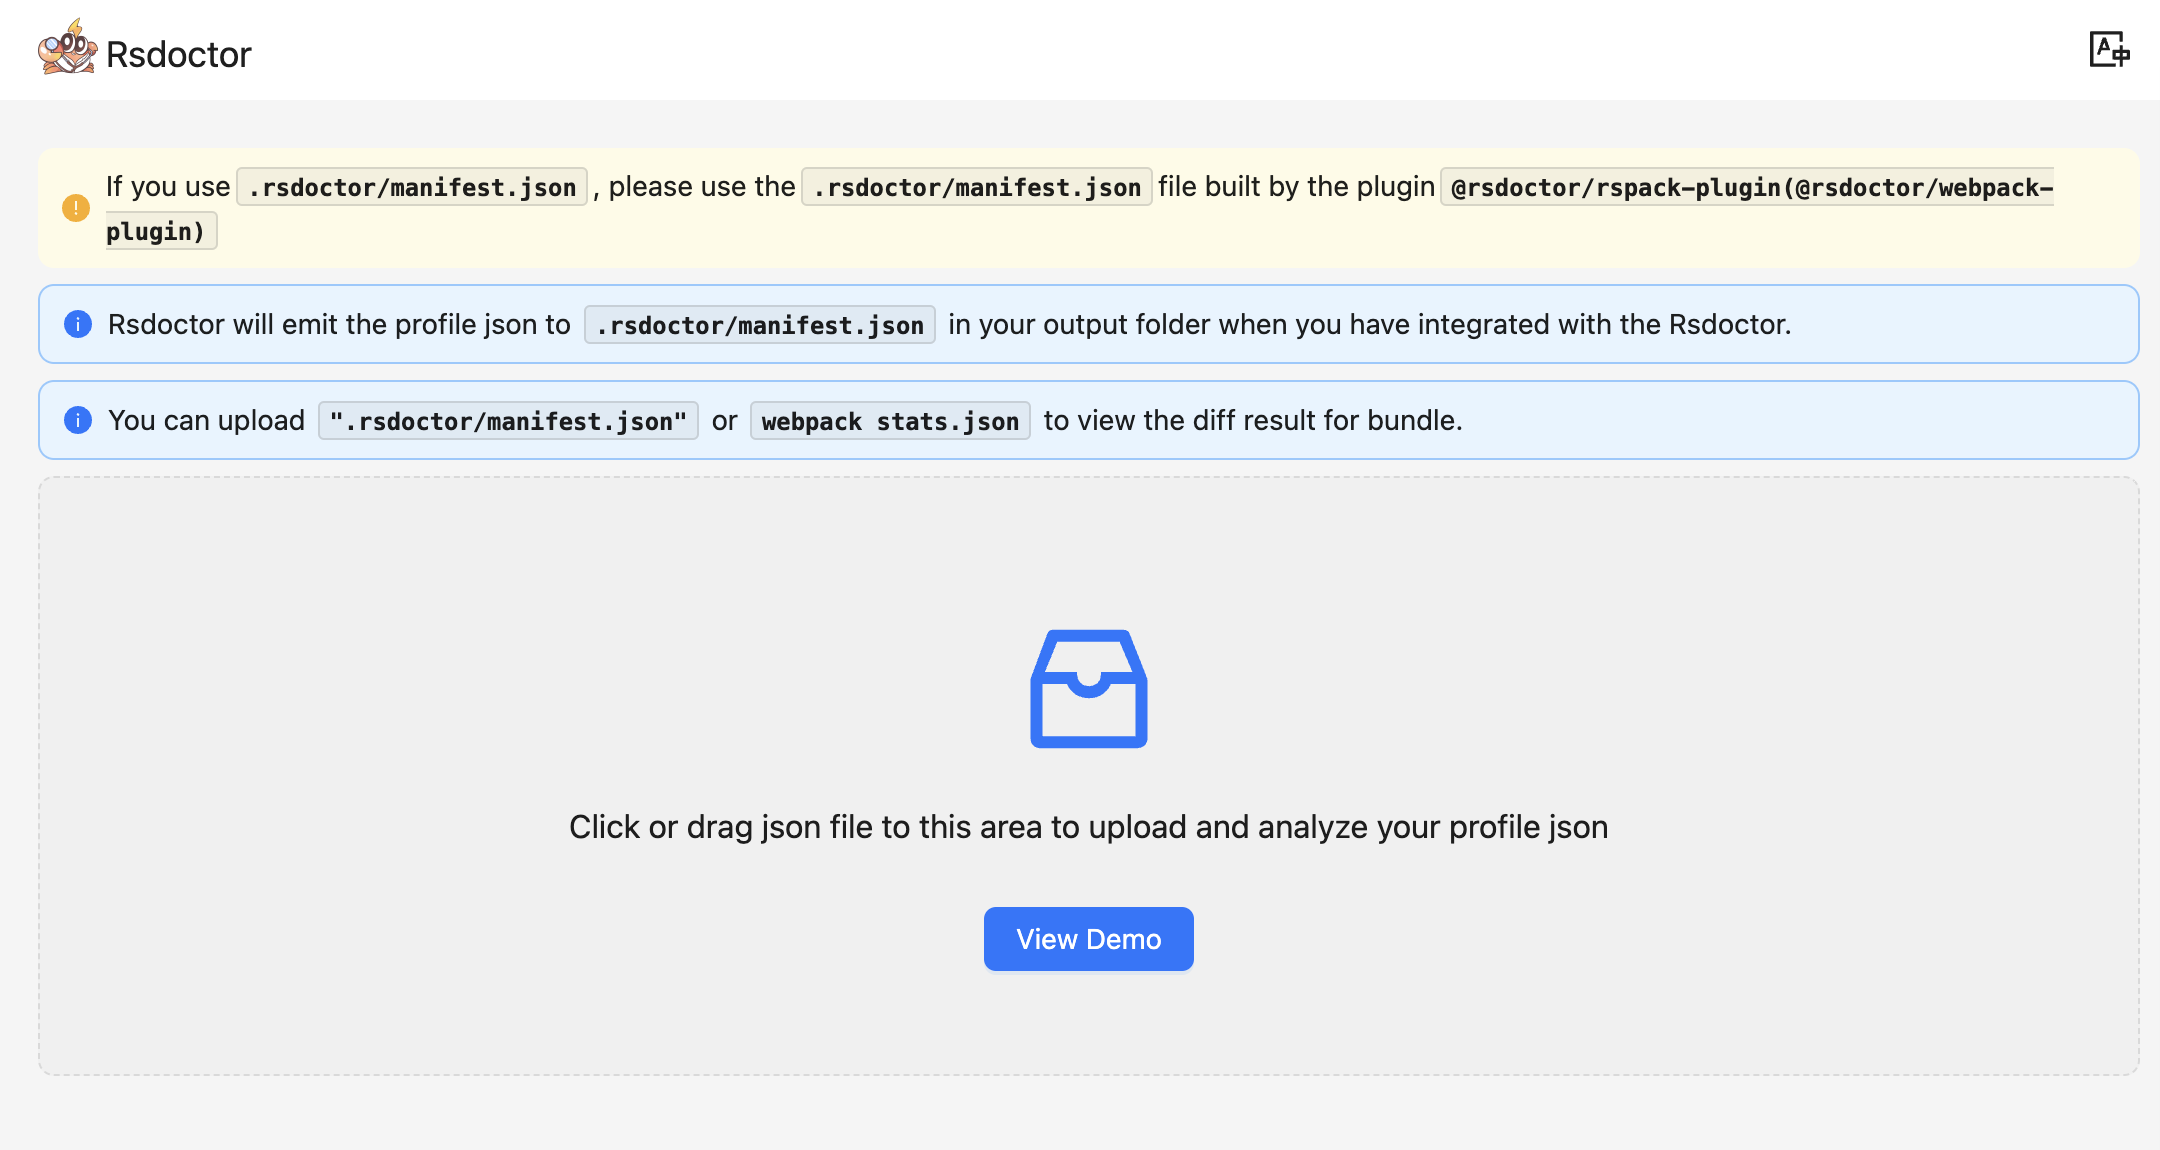 Rsdoctor
If you use .rsdoctor/manifest.json , please use the .rsdoctor/manifest.json file built by the plugin @rsdoctor/rspack-plugin(@rsdoctor/webpack-
plugin)
Rsdoctor will emit the profile json to .rsdoctor/manifest.json in your output folder when you have integrated with the Rsdoctor.
You can upload ".rsdoctor/manifest.json" or webpack stats.json to view the diff result for bundle.
Click or drag json file to this area to upload and analyze your profile json
View Demo